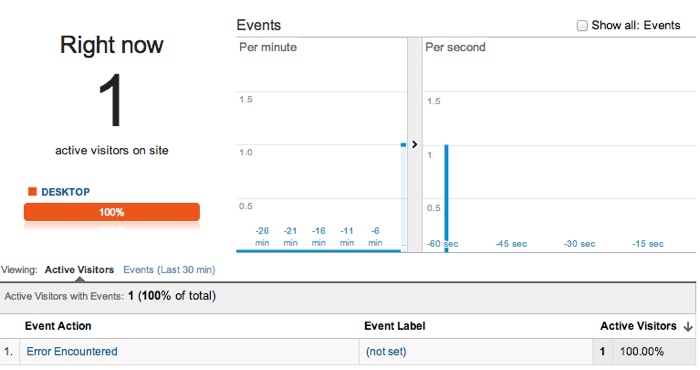 Right now
1
active visitors on site
DESKTOP
100%
Events
Show all: Events
Per minute
1.5
1.0
0.5
-26 min
-21 min
-16 min
-11 min
-6 min
..
Per second
1.5
1
0.5
-60 sec
-45 sec
-30 sec
-15 sec
Viewing: Active Visitors Events (Last 30 min)
Active Visitors with Events: 1 (100% of total)
Event Action Event Label Active Visitors ↓
1. Error Encountered (not set) 1 100.00%